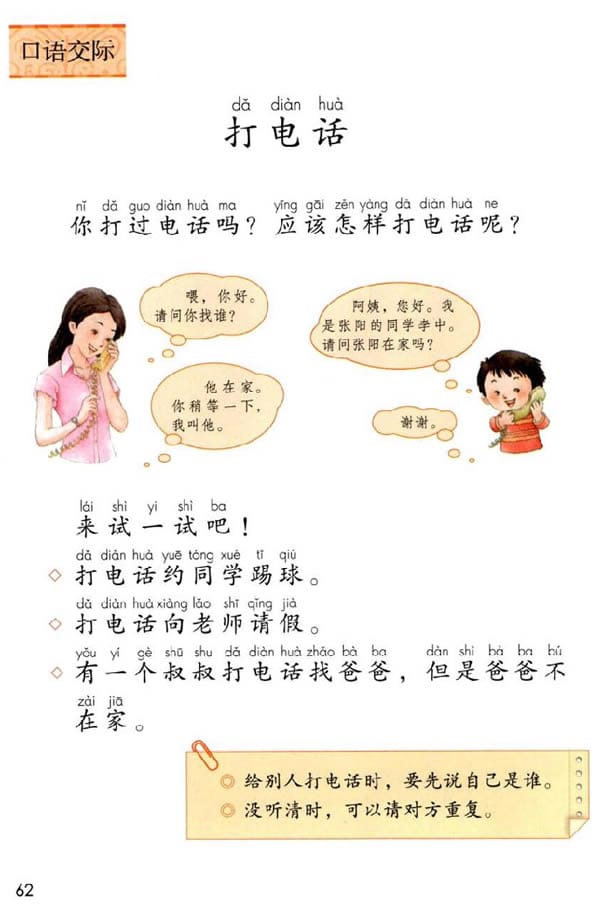 口语交际
dǎ diàn huà
打电话
nǐ dǎ guo diàn huà ma yīng gāi zěn yàng dǎ diàn huà ne
你打过电话吗？应该怎样打电话呢？
喂，你好。
请问你找谁？
阿姨，您好。我
是张阳的同学李中。
请问张阳在家吗？
他在家。
你稍等一下，
我叫他。
谢谢。
lái shì yi shì ba
来试一试吧！
dǎ diàn huà yuē tóng xué tī qiú
◇ 打电话约同学踢球。
dǎ diàn huà xiàng lǎo shī qǐng jià
◇ 打电话向老师请假。
yǒu yí gè shū shu dǎ diàn huà zhǎo bà ba dàn shì bà ba bú
◇ 有一个叔叔打电话找爸爸，但是爸爸不
zài jiā
在家。
◎ 给别人打电话时，要先说自己是谁。
◎ 没听清时，可以请对方重复。
62